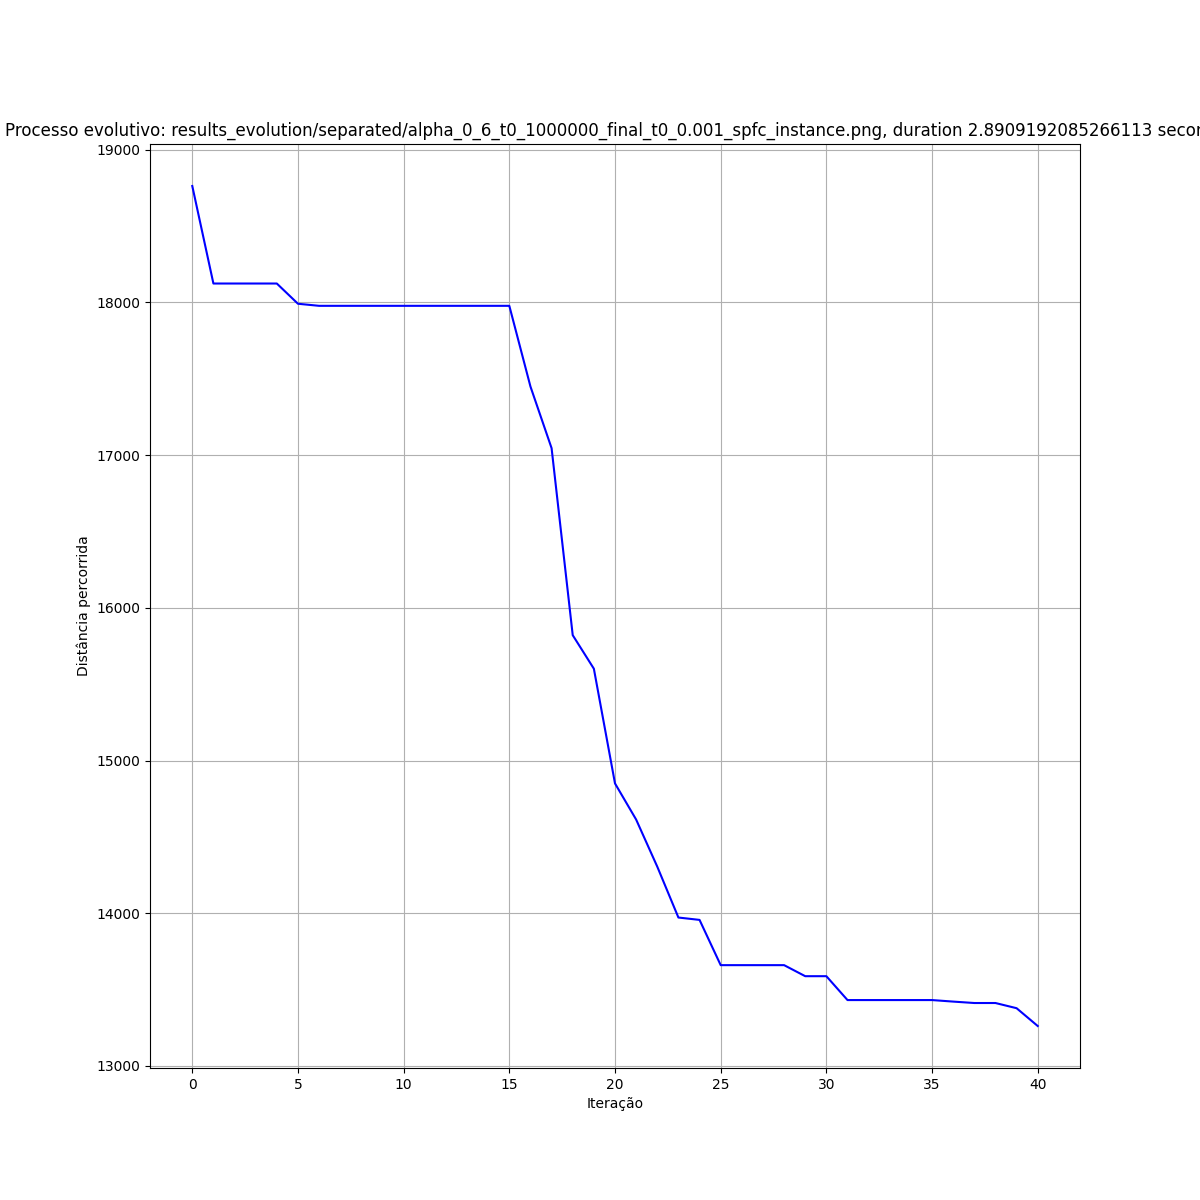 Processo evolutivo: results_evolution/separated/alpha_0_6_t0_1000000_final_t0_0.001_spfc_instance.png, duration 2.8909192085266113
19000
18000
17000
16000
15000
14000
13000
Distância percorrida
0 5 10 15 20 25 30 35 40
Iteração